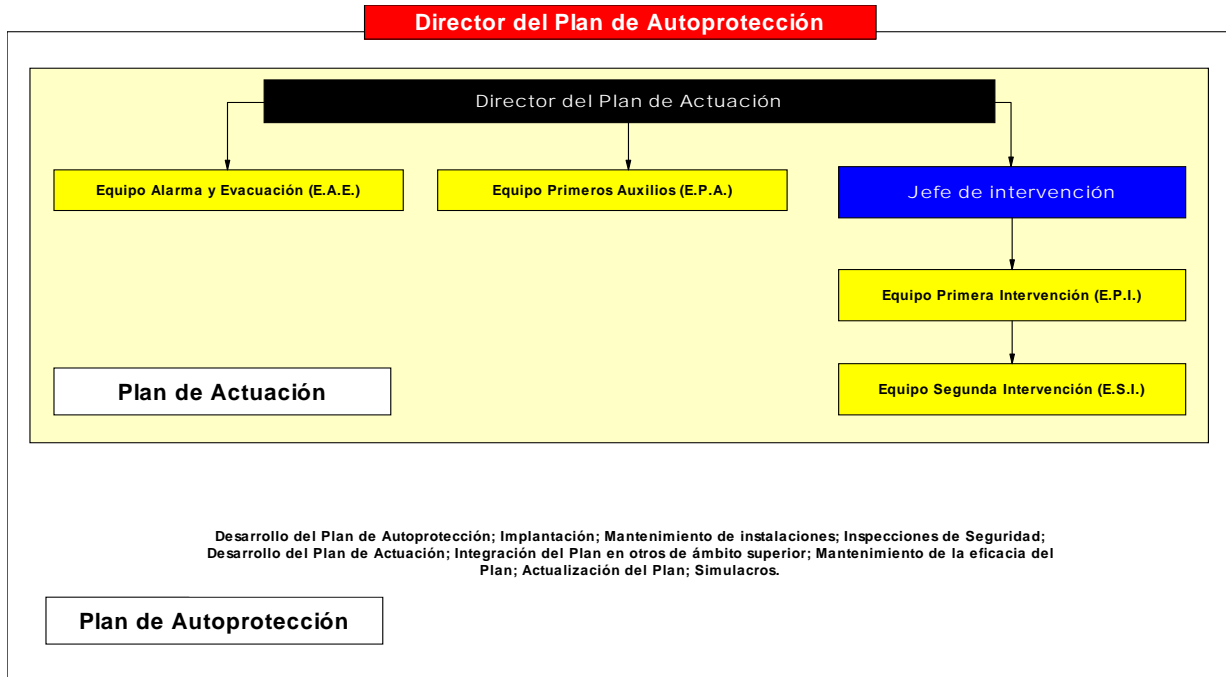 Director del Plan de Autoprotección
Director del Plan de Actuación
Equipo Alarma y Evacuación (E.A.E.)
Equipo Primeros Auxilios (E.P.A.)
Jefe de intervención
Equipo Primera Intervención (E.P.I.)
Equipo Segunda Intervención (E.S.I.)
Plan de Actuación
Desarrollo del Plan de Autoprotección; Implantación; Mantenimiento de instalaciones; Inspecciones de Seguridad;
Desarrollo del Plan de Actuación; Integración del Plan en otros de ámbito superior; Mantenimiento de la eficacia del
Plan; Actualización del Plan; Simulacros.
Plan de Autoprotección